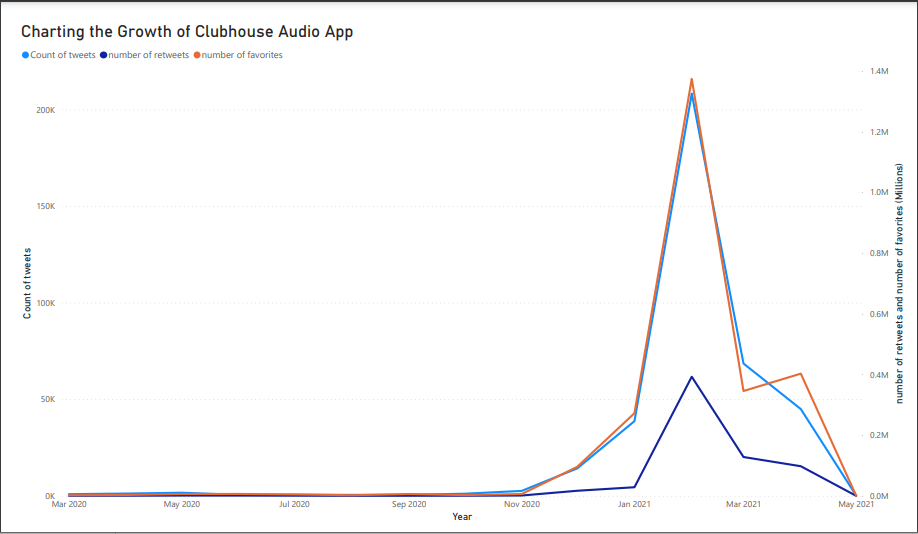 Charting the Growth of Clubhouse Audio App
Count of tweets number of retweets number of favorites
1.4M
200K
1.2M
150K
1.0M
0.8M
100K
0.6M
50K
0.4M
0.2M
0K
0.0M
Count of tweets
number of retweets and number of favorites (Millions)
Mar 2020 May 2020 Jul 2020 Sep 2020 Nov 2020 Jan 2021 Mar 2021 May 2021
Year